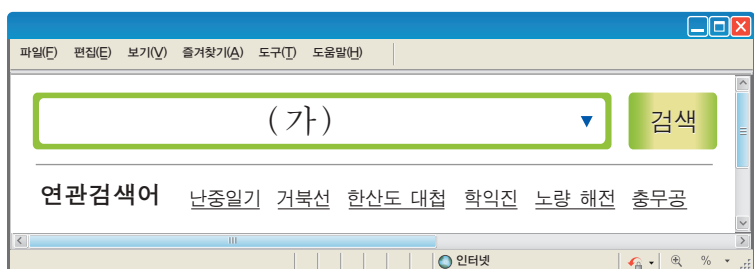 파일(F) 편집(E) 보기(V) 즐겨찾기(A) 도구(T) 도움말(H)
(가) 검색
연관검색어 난중일기 거북선 한산도 대첩 학익진 노량 해전 충무공
인터넷 %